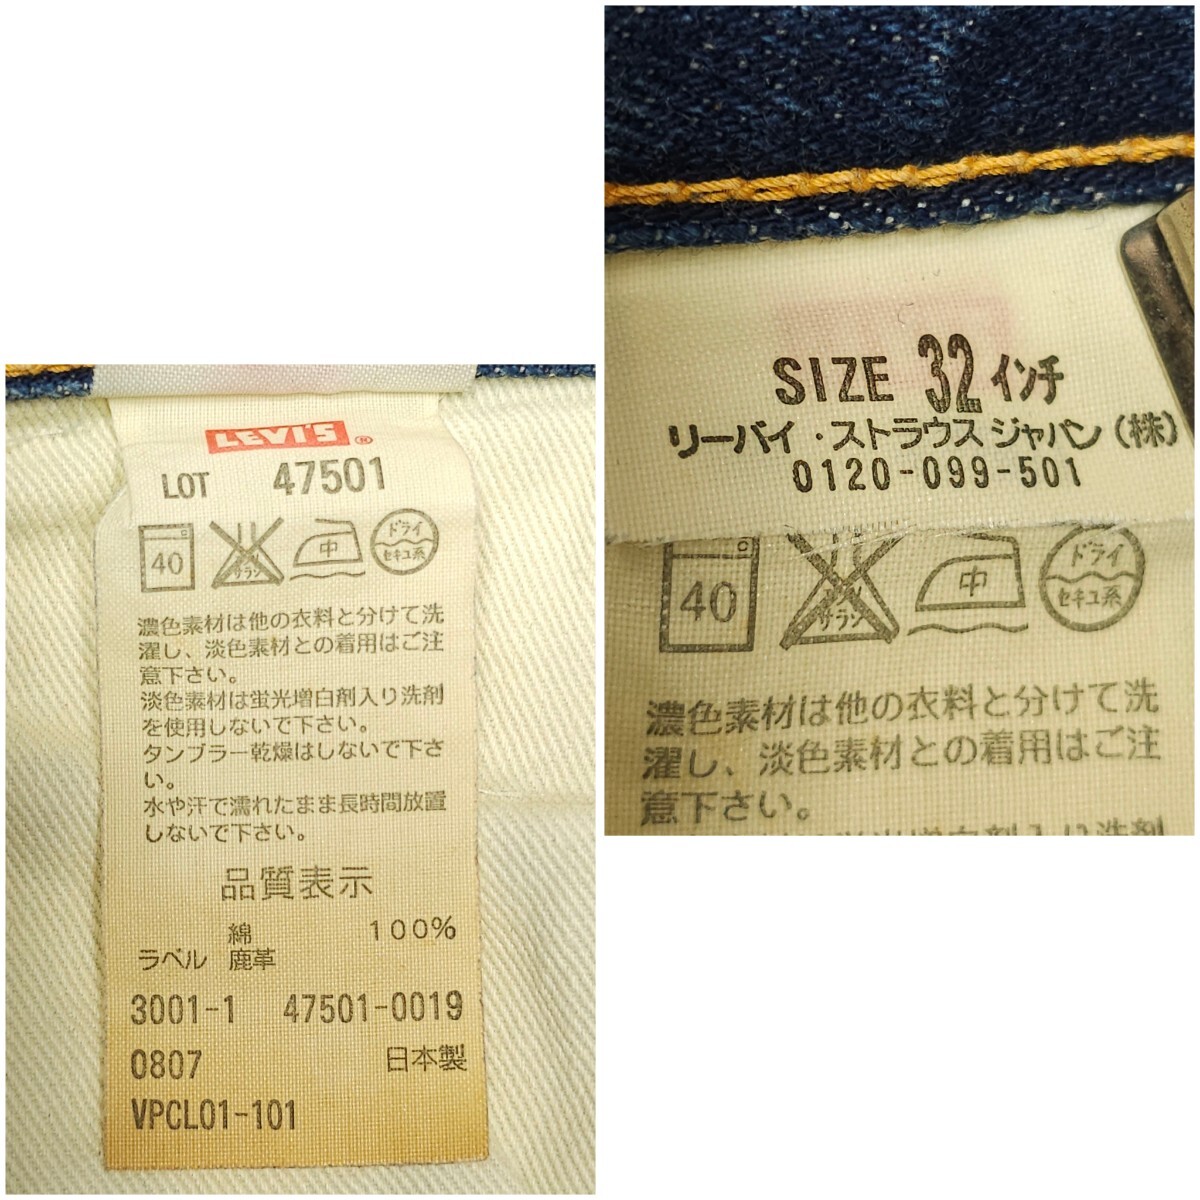 LEVI'S ®
LOT 47501
40 サラシ 中 ドライ
セキユ系
濃色素材は他の衣料と分けて洗
濯し、淡色素材との着用はご注
意下さい。
淡色素材は蛍光増白剤入り洗剤
を使用しないで下さい。
タンブラー乾燥はしないで下さ
い。
水や汗で濡れたまま長時間放置
しないで下さい。
品質表示
綿 100%
ラベル 鹿革
3001-1 47501-0019
0807 日本製
VPCL01-101
SIZE 32インチ
リーバイ・ストラウス ジャパン(株)
0120-099-501
40 サラシ 中 ドライ
セキユ系
濃色素材は他の衣料と分けて洗
濯し、淡色素材との着用はご注
意下さい。
光増白剤入り洗剤